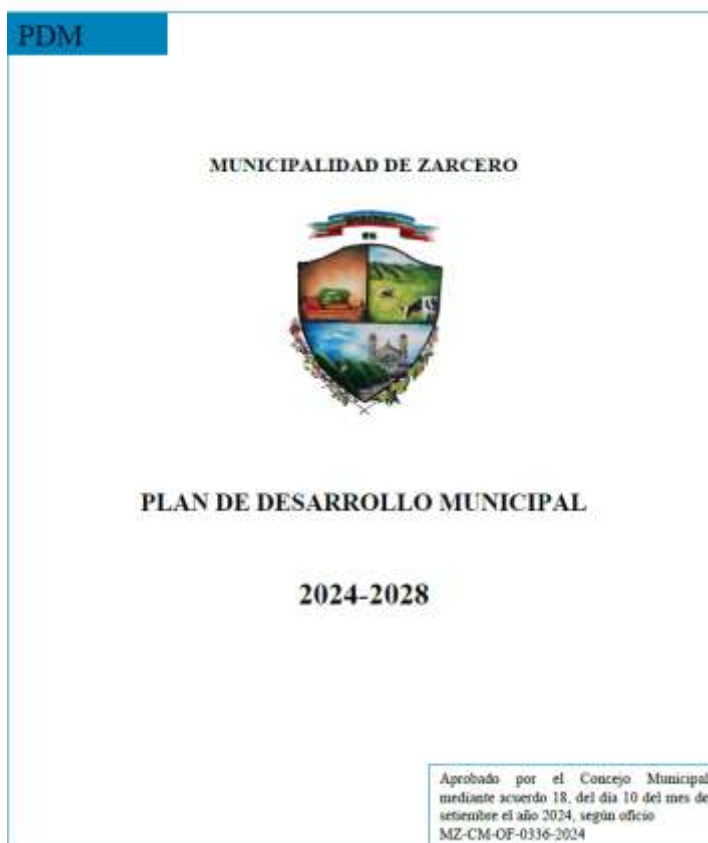 PDM
MUNICIPALIDAD DE ZARCERO
PLAN DE DESARROLLO MUNICIPAL
2024-2028
Aprobado por el Concejo Municipal
mediante acuerdo 18, del día 10 del mes de
setiembre el año 2024, según oficio
MZ-CM-OF-0336-2024